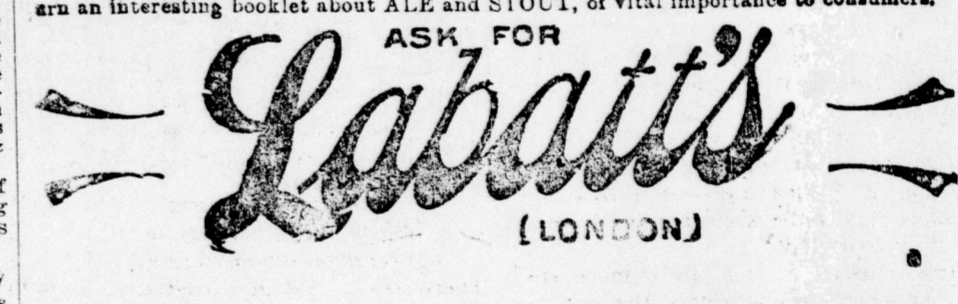 arn an interesting booklet about ALE and STOUT, of vital importance to consumers.
ASK FOR
Labatt's
[LONDON]